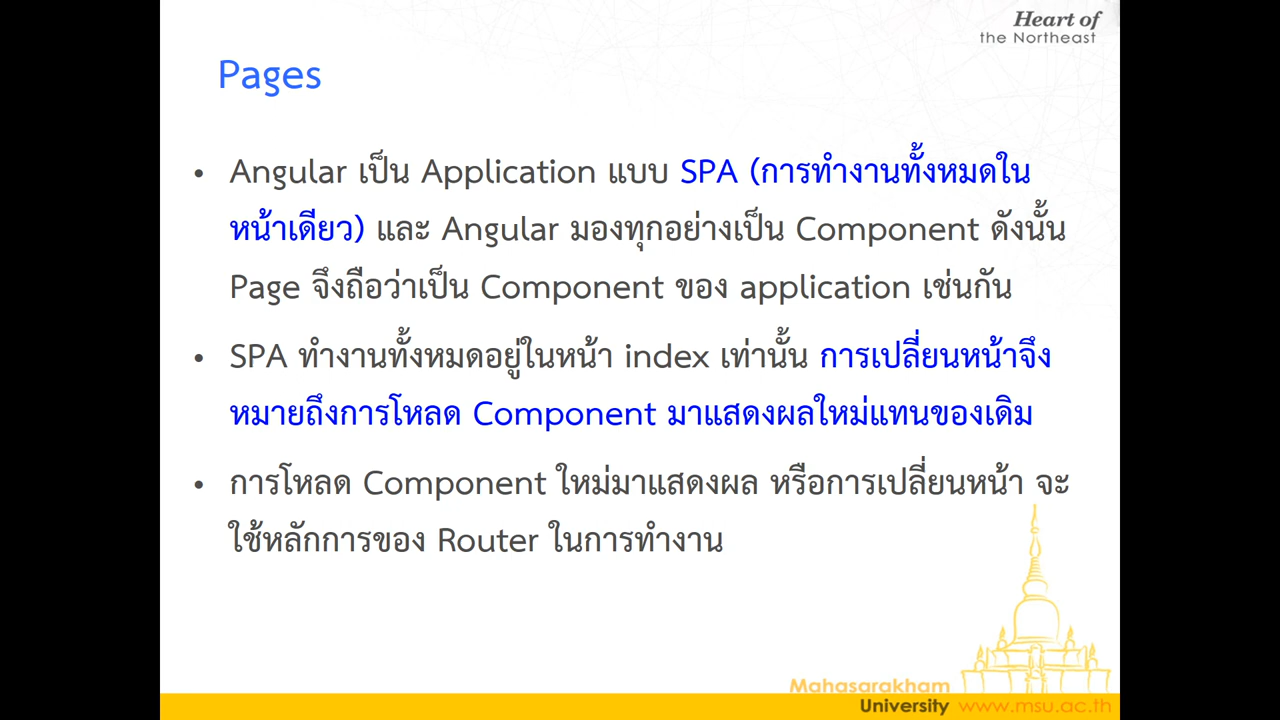 Heart of
the Northeast
Pages
• Angular เป็น Application แบบ SPA (การทำงานทั้งหมดใน
หน้าเดียว) และ Angular มองทุกอย่างเป็น Component ดังนั้น
Page จึงถือว่าเป็น Component ของ application เช่นกัน
• SPA ทำงานทั้งหมดอยู่ในหน้า index เท่านั้น การเปลี่ยนหน้าจึง
หมายถึงการโหลด Component มาแสดงผลใหม่แทนของเดิม
• การโหลด Component ใหม่มาแสดงผล หรือการเปลี่ยนหน้า จะ
ใช้หลักการของ Router ในการทำงาน
Mahasarakham
University www.msu.ac.th